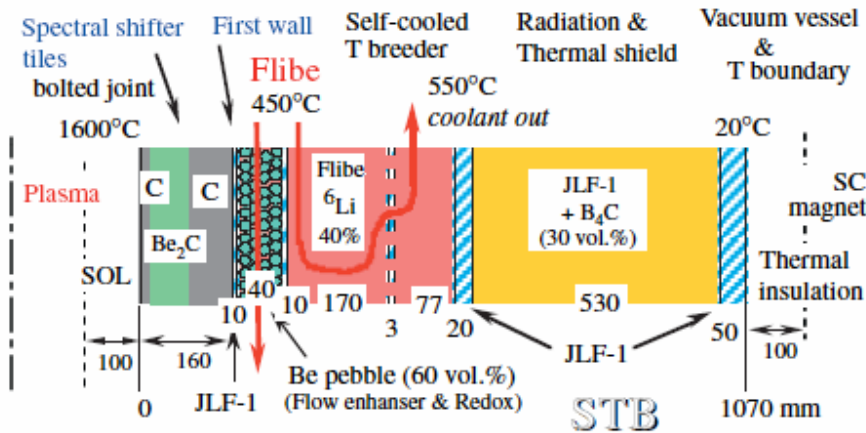 Spectral shifter
tiles
bolted joint
First wall
Self-cooled
T breeder
Radiation &
Thermal shield
Vacuum vessel
&
T boundary
Flibe
1600°C
450°C
550°C
coolant out
20°C
Plasma
C
C
Be2C
Flibe
6Li
40%
JLF-1
+ B4C
(30 vol.%)
SC
magnet
SOL
Thermal
insulation
10
40
10
170
3
77
20
530
50
100
160
100
JLF-1
Be pebble (60 vol.%)
(Flow enhanser & Redox)
JLF-1
0
STB
1070 mm